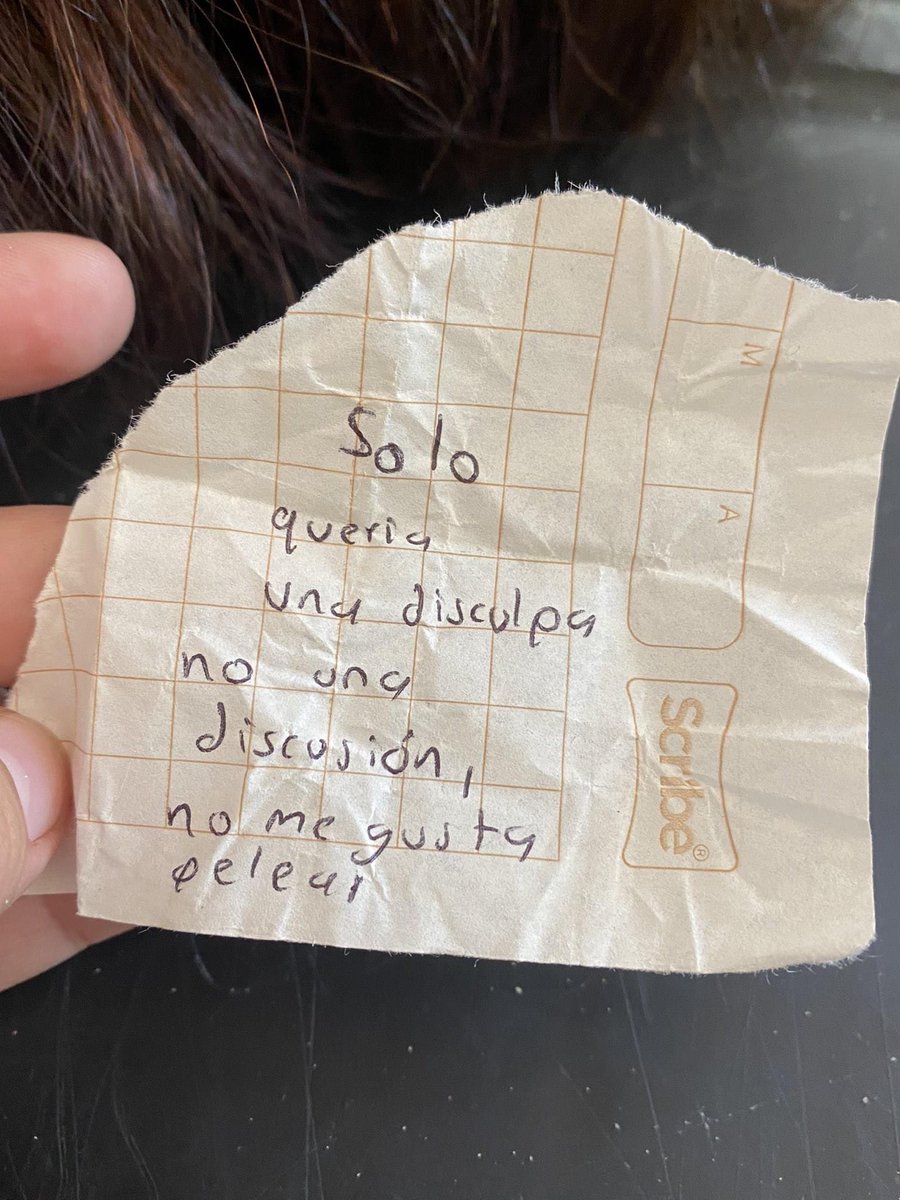 Solo
queria
una disculpa
no una
discusión,
no me gusta
pelear
M
A
Scribe®